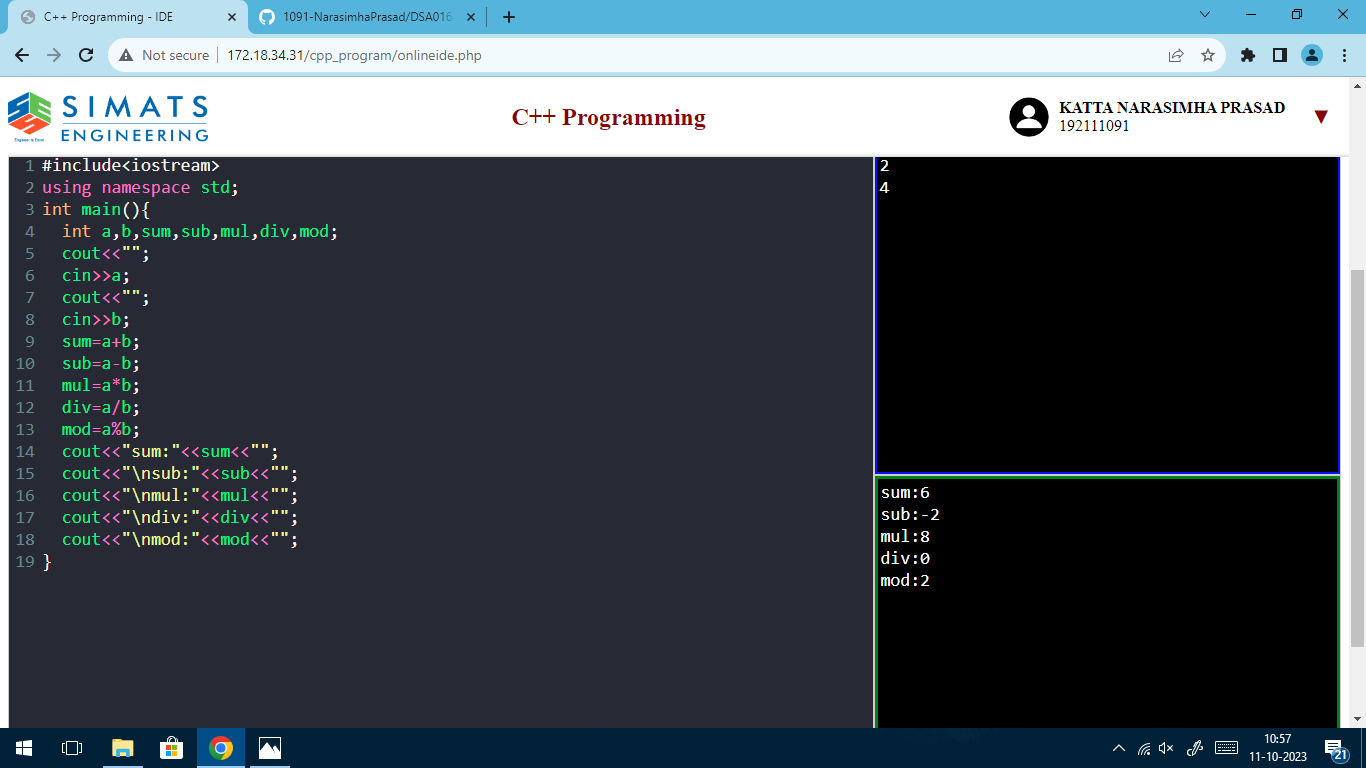 C++ Programming - IDE
1091-NarasimhaPrasad/DSA016
Not secure
172.18.34.31/cpp_program/onlineide.php
SIMATS
ENGINEERING
Engineer to Excel
C++ Programming
KATTA NARASIMHA PRASAD
192111091
1 #include<iostream>
2 using namespace std;
3 int main(){
4   int a,b,sum,sub,mul,div,mod;
5   cout<<"";
6   cin>>a;
7   cout<<"";
8   cin>>b;
9   sum=a+b;
10   sub=a-b;
11   mul=a*b;
12   div=a/b;
13   mod=a%b;
14   cout<<"sum:"<<sum<<"";
15   cout<<"\nsub:"<<sub<<"";
16   cout<<"\nmul:"<<mul<<"";
17   cout<<"\ndiv:"<<div<<"";
18   cout<<"\nmod:"<<mod<<"";
19 }
2
4
sum:6
sub:-2
mul:8
div:0
mod:2
10:57
11-10-2023
21